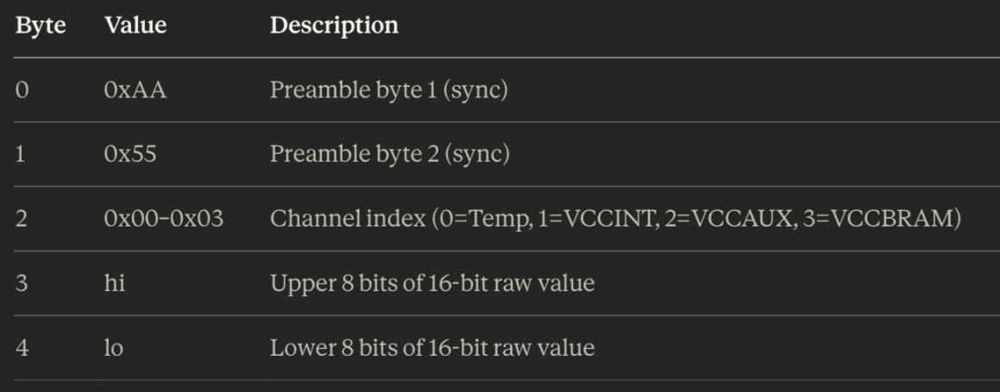 Byte Value Description
0 0xAA Preamble byte 1 (sync)
1 0x55 Preamble byte 2 (sync)
2 0x00–0x03 Channel index (0=Temp, 1=VCCINT, 2=VCCAUX, 3=VCCBRAM)
3 hi Upper 8 bits of 16-bit raw value
4 lo Lower 8 bits of 16-bit raw value